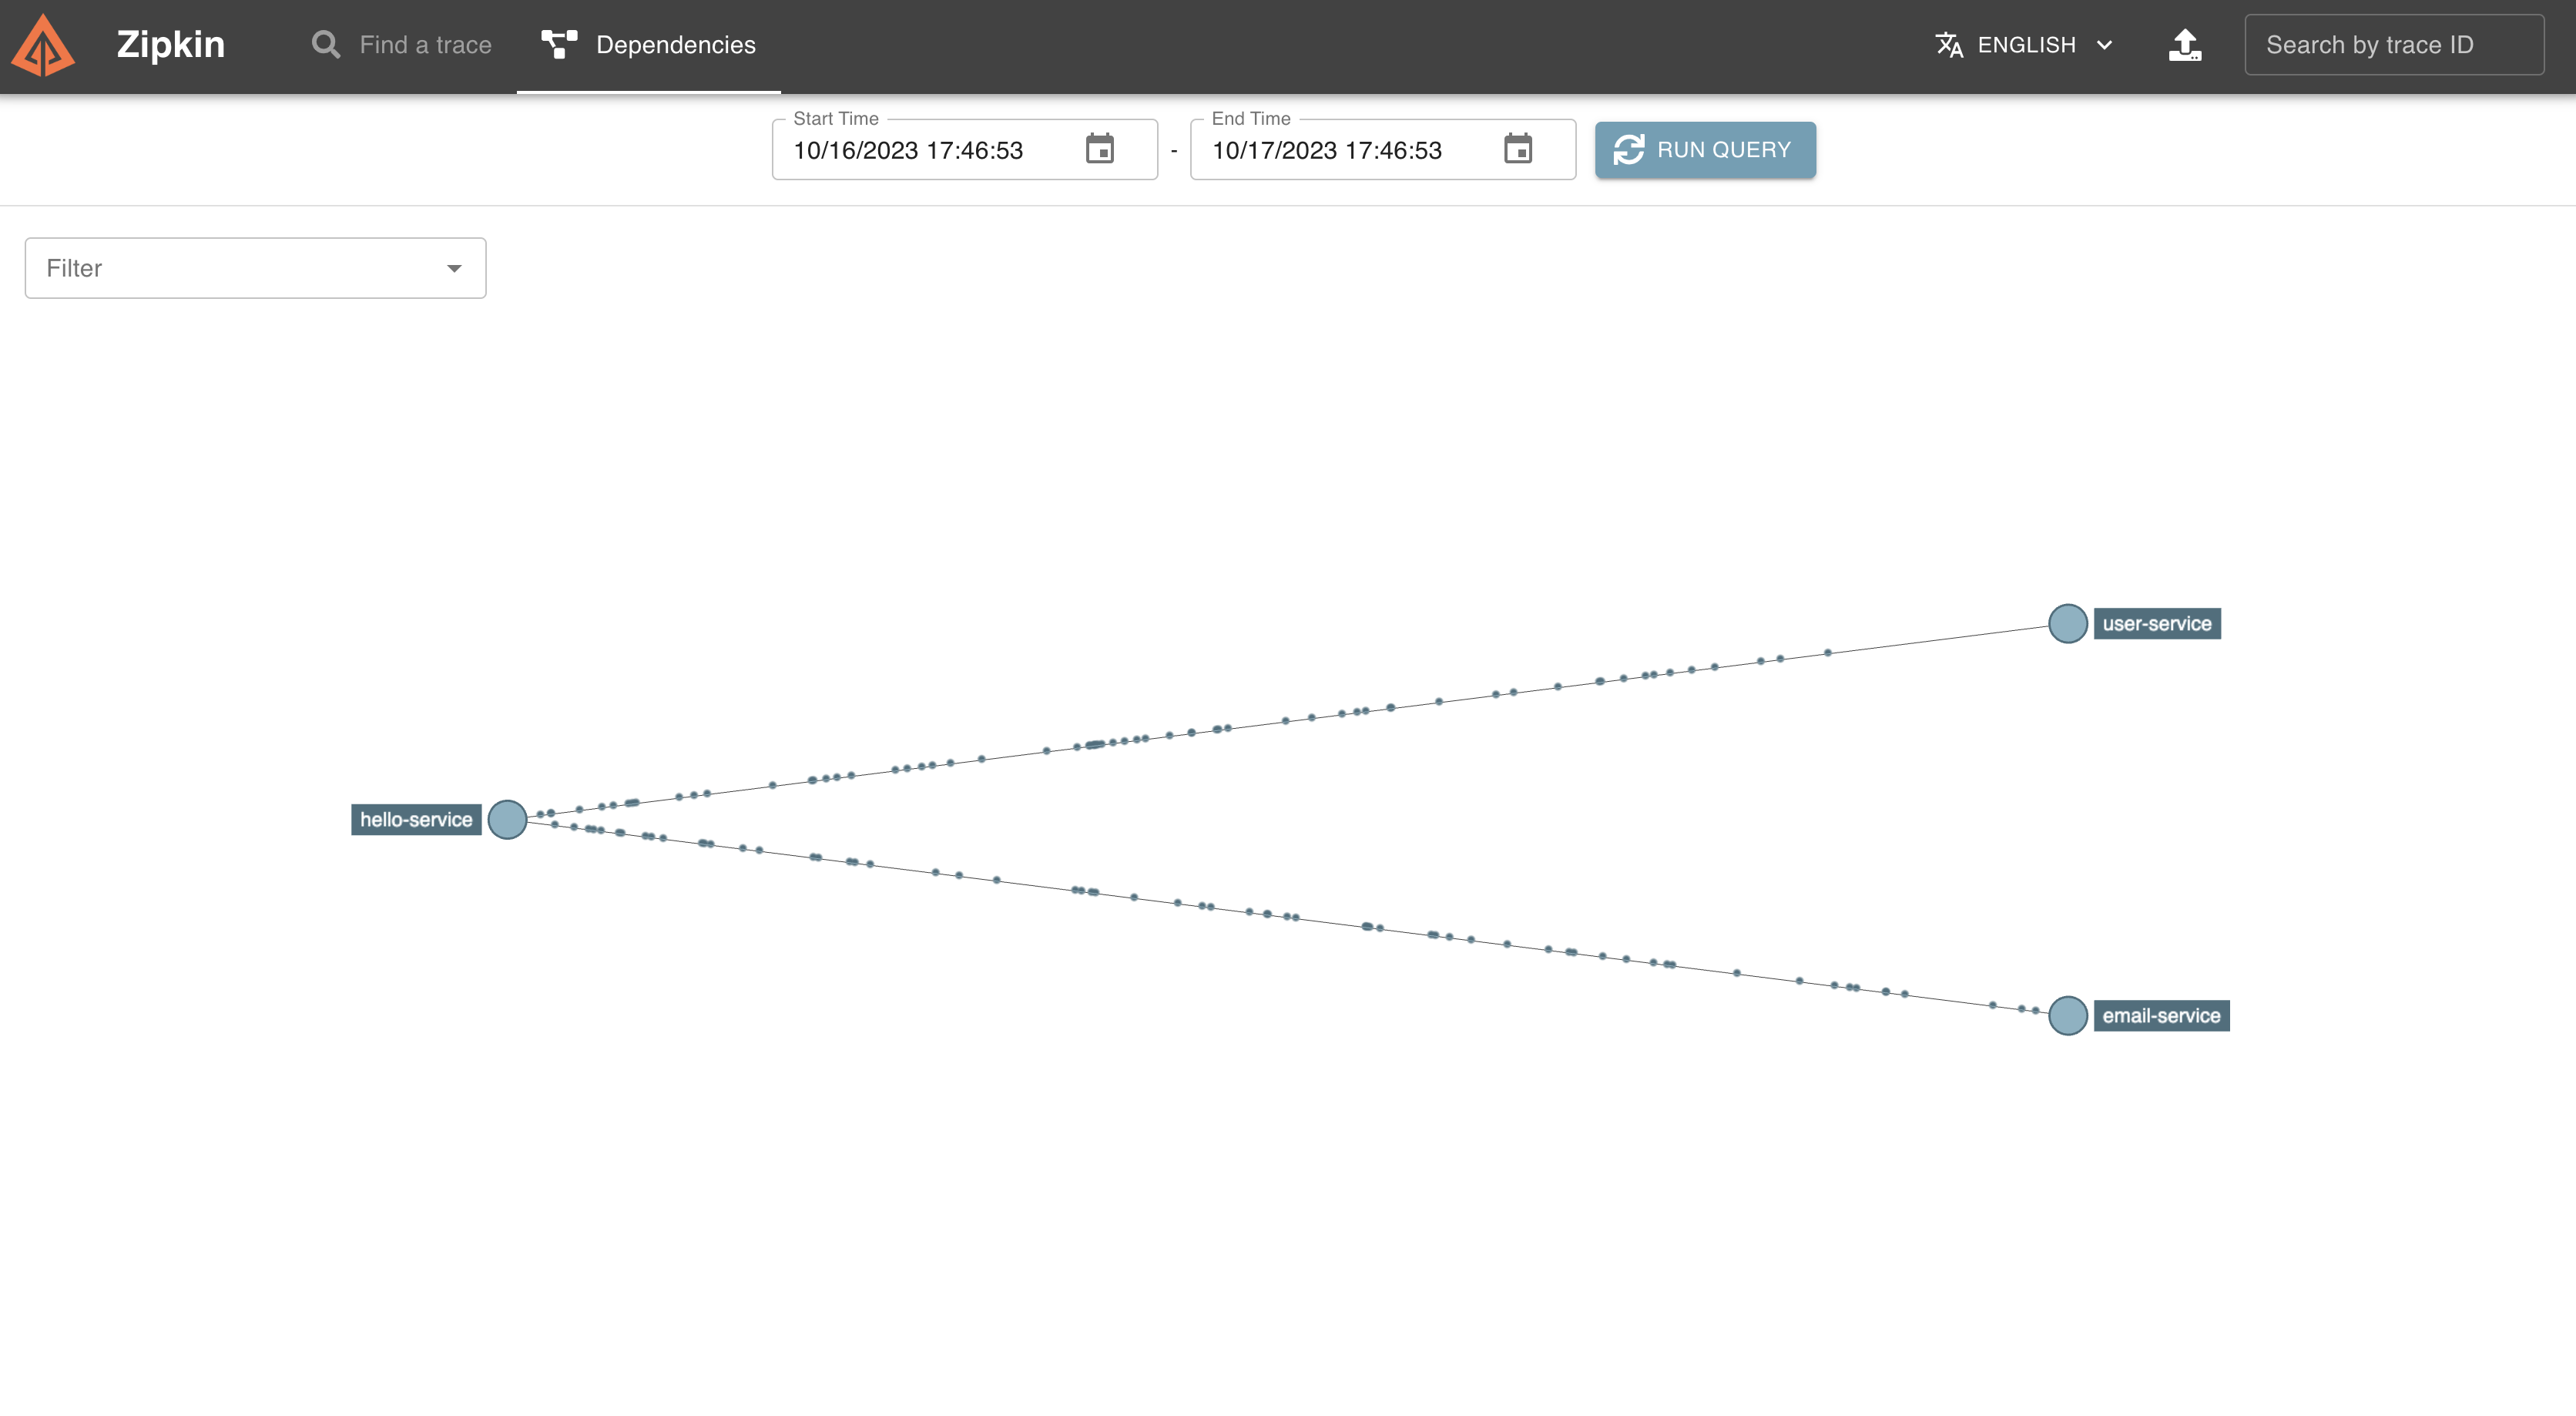 Zipkin
Find a trace
Dependencies
ENGLISH
Search by trace ID
Start Time
10/16/2023 17:46:53
-
End Time
10/17/2023 17:46:53
RUN QUERY
Filter
user-service
hello-service
email-service